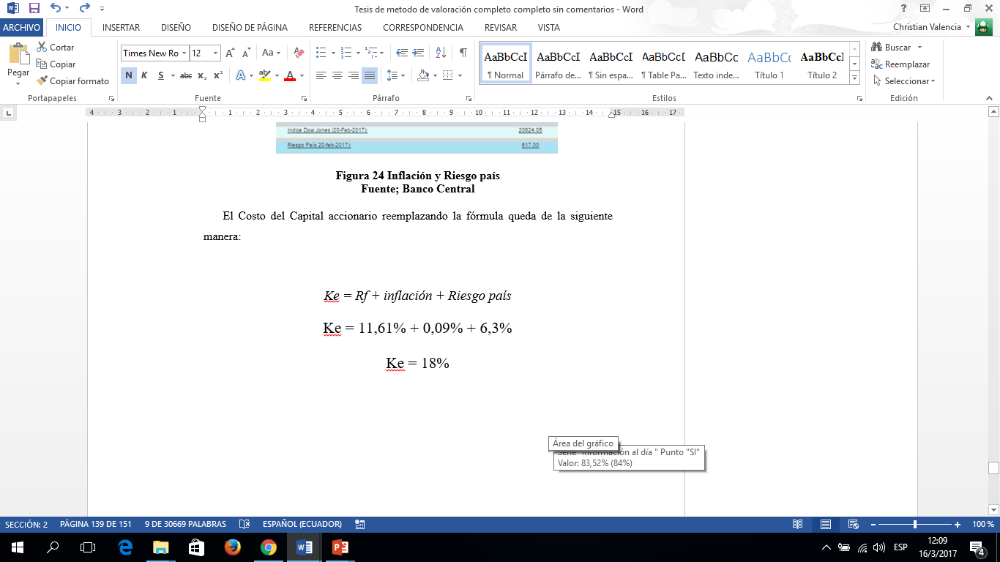 Tesis de metodo de valoración completo completo sin comentarios - Word
ARCHIVO INICIO INSERTAR DISEÑO DISEÑO DE PÁGINA REFERENCIAS CORRESPONDENCIA REVISAR VISTA Christian Valencia
Pegar
Cortar
Copiar
Copiar formato
Portapapeles
Times New Ro 12
Aa
N K S abc x₂ x² A ab A
Fuente
Párrafo
AaBbCcI AaBbCcI AaBbCcI AaBbCcI AaBbCc AaBbCc AaBbCcI
¶ Normal Párrafo de... ¶ Sin espa... ¶ Table Pa... Texto inde... Título 1 Título 2
Estilos
Buscar
Reemplazar
Seleccionar
Edición
4 3 2 1 1 2 3 4 5 6 7 8 9 10 11 12 13 14 15 16 17
Indice Dow Jones (20-Feb-2017): 20624.05
Riesgo País 20-feb-2017): 617.00
Figura 24 Inflación y Riesgo país
Fuente; Banco Central
El Costo del Capital accionario reemplazando la fórmula queda de la siguiente
manera:
Ke = Rf + inflación + Riesgo país
Ke = 11,61% + 0,09% + 6,3%
Ke = 18%
Área del gráfico
Serie "Información al día " Punto "SI"
Valor: 83,52% (84%)
SECCIÓN: 2 PÁGINA 139 DE 151 9 DE 30669 PALABRAS ESPAÑOL (ECUADOR) 100 %
ESP
12:09
16/3/2017
4